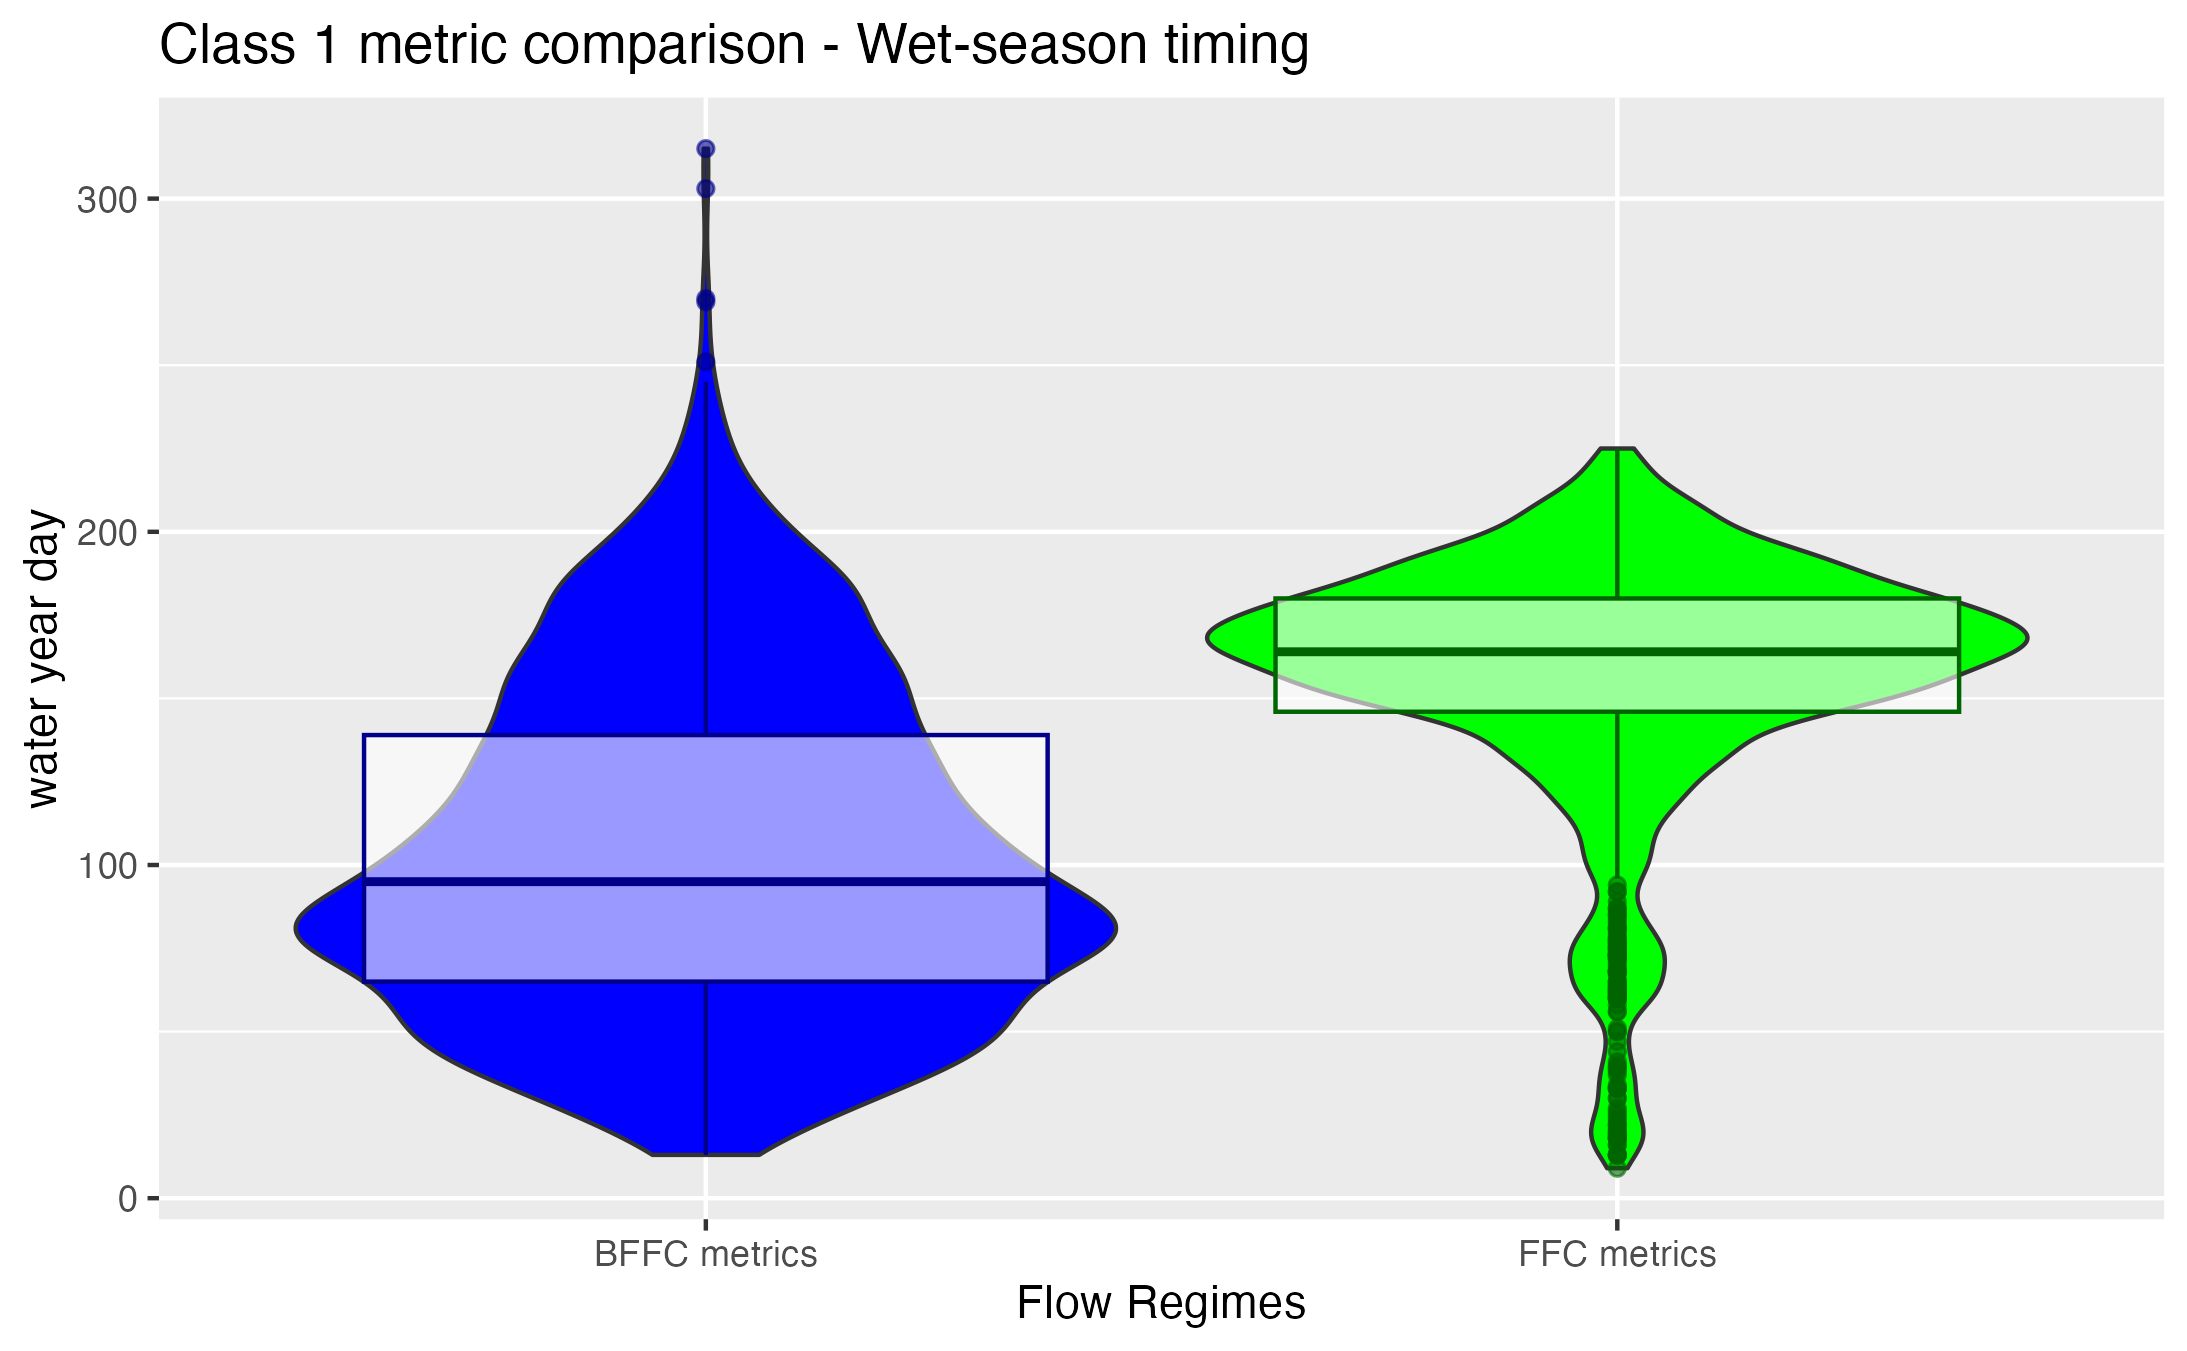 Class 1 metric comparison - Wet-season timing
water year day
300
200
100
0
BFFC metrics
FFC metrics
Flow Regimes